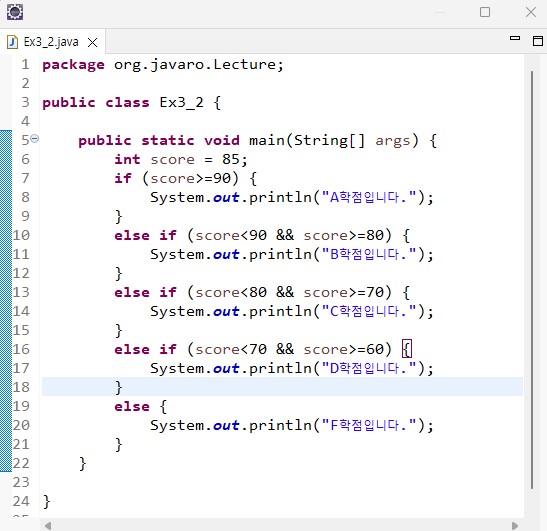 Ex3_2.java
1 package org.javaro.Lecture;
2
3 public class Ex3_2 {
4
5     public static void main(String[] args) {
6         int score = 85;
7         if (score>=90) {
8             System.out.println("A학점입니다.");
9         }
10         else if (score<90 && score>=80) {
11             System.out.println("B학점입니다.");
12         }
13         else if (score<80 && score>=70) {
14             System.out.println("C학점입니다.");
15         }
16         else if (score<70 && score>=60) {
17             System.out.println("D학점입니다.");
18         }
19         else {
20             System.out.println("F학점입니다.");
21         }
22     }
23
24 }
25